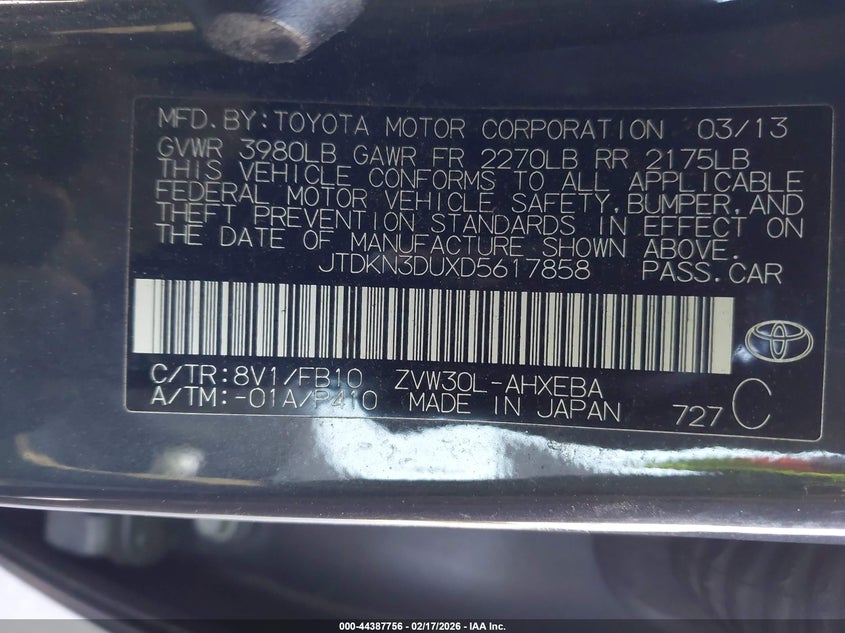 MFD.BY:TOYOTA MOTOR CORPORATION 03/13
GVWR 3980LB GAWR FR 2270LB RR 2175LB
THIS VEHICLE CONFORMS TO ALL APPLICABLE
FEDERAL MOTOR VEHICLE SAFETY,BUMPER,AND
THEFT PREVENTION STANDARDS IN EFFECT ON
THE DATE OF MANUFACTURE SHOWN ABOVE.
JTDKN3DUXD5617858 PASS.CAR
C/TR:8V1/FB10 ZVW30L-AHXEBA
A/TM:-01A/P410 MADE IN JAPAN 727 C
000-44387756 — 02/17/2026 — IAA Inc.